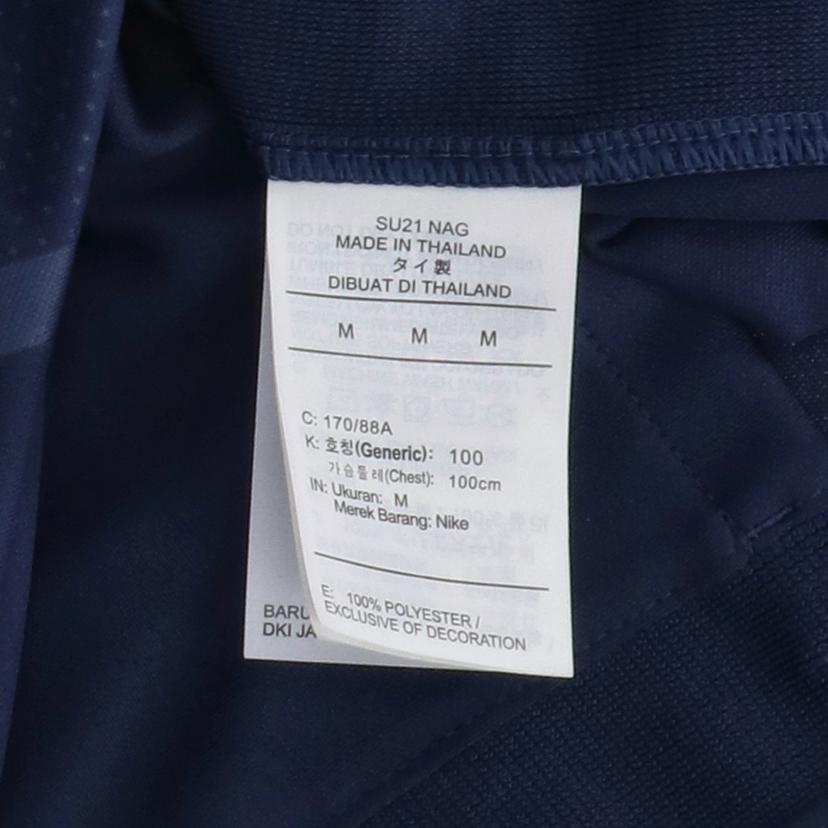 SU21 NAG
MADE IN THAILAND
タイ製
DIBUAT DI THAILAND
M M M
C: 170/88A
K: 호칭(Generic): 100
가슴둘레(Chest): 100cm
IN: Ukuran: M
Merek Barang: Nike
E: 100% POLYESTER /
EXCLUSIVE OF DECORATION
BARU
DKI JA